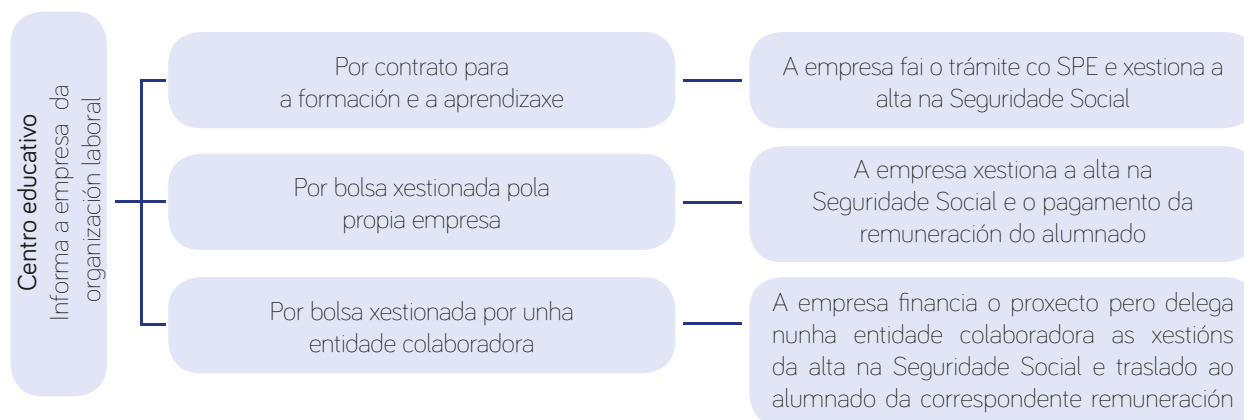 Centro educativo
Informa a empresa da
organización laboral
Por contrato para
a formación e a aprendizaxe
A empresa fai o trámite co SPE e xestiona a
alta na Seguridade Social
Por bolsa xestionada pola
propia empresa
A empresa xestiona a alta na
Seguridade Social e o pagamento da
remuneración do alumnado
Por bolsa xestionada por unha
entidade colaboradora
A empresa financia o proxecto pero delega
nunha entidade colaboradora as xestións
da alta na Seguridade Social e traslado ao
alumnado da correspondente remuneración